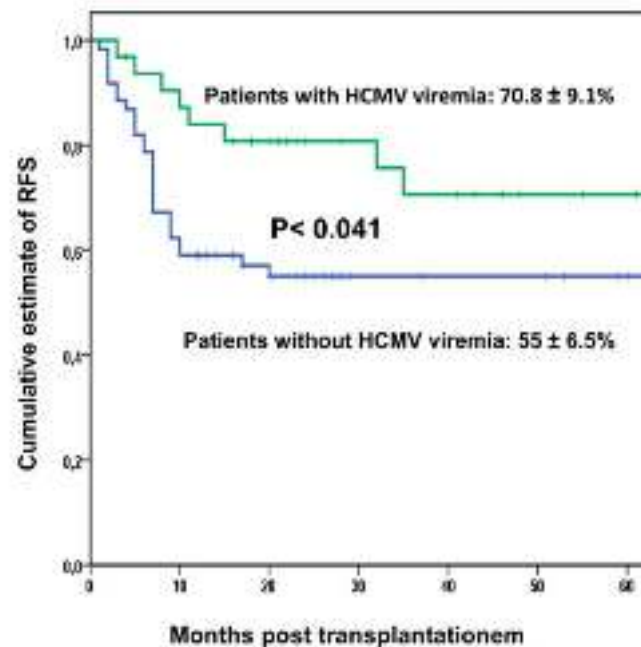 Cumulative estimate of RFS
1,0
0,8
0,6
0,4
0,2
0,0
Patients with HCMV viremia: 70.8 ± 9.1%
P< 0.041
Patients without HCMV viremia: 55 ± 6.5%
0 10 20 30 40 50 60
Months post transplantationem